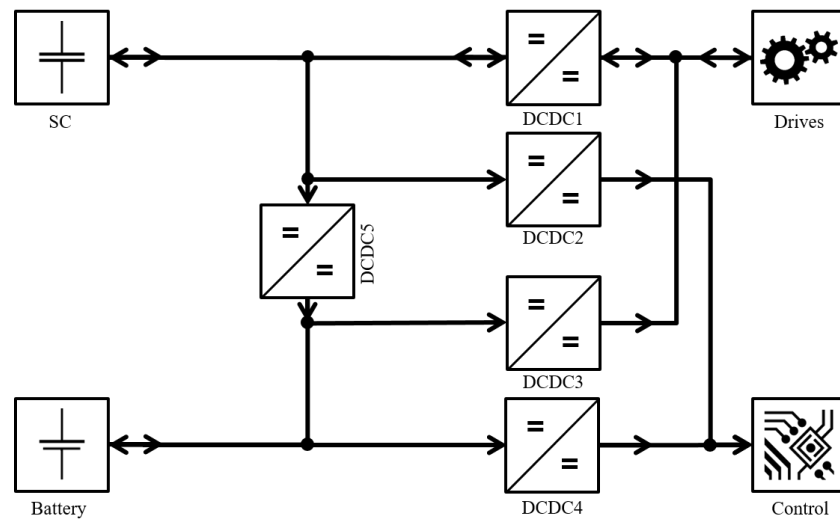 SC
DCDC1
Drives
DCDC2
DCDC5
DCDC3
Battery
DCDC4
Control